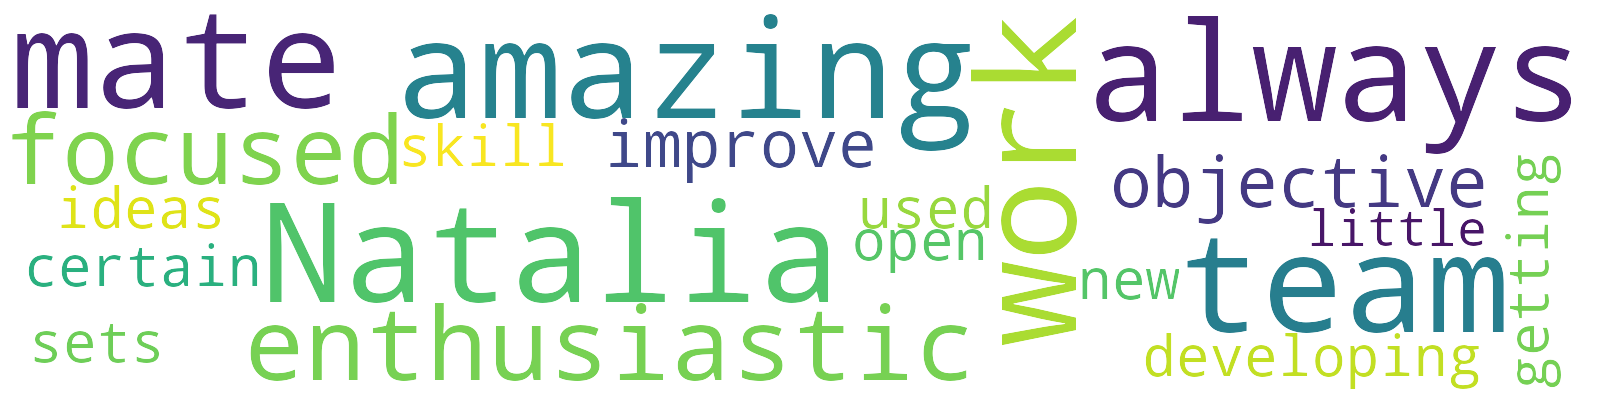 mate amazing work always
focused skill improve
objective getting
ideas Natalia used
little
certain open
new team
sets enthusiastic developing